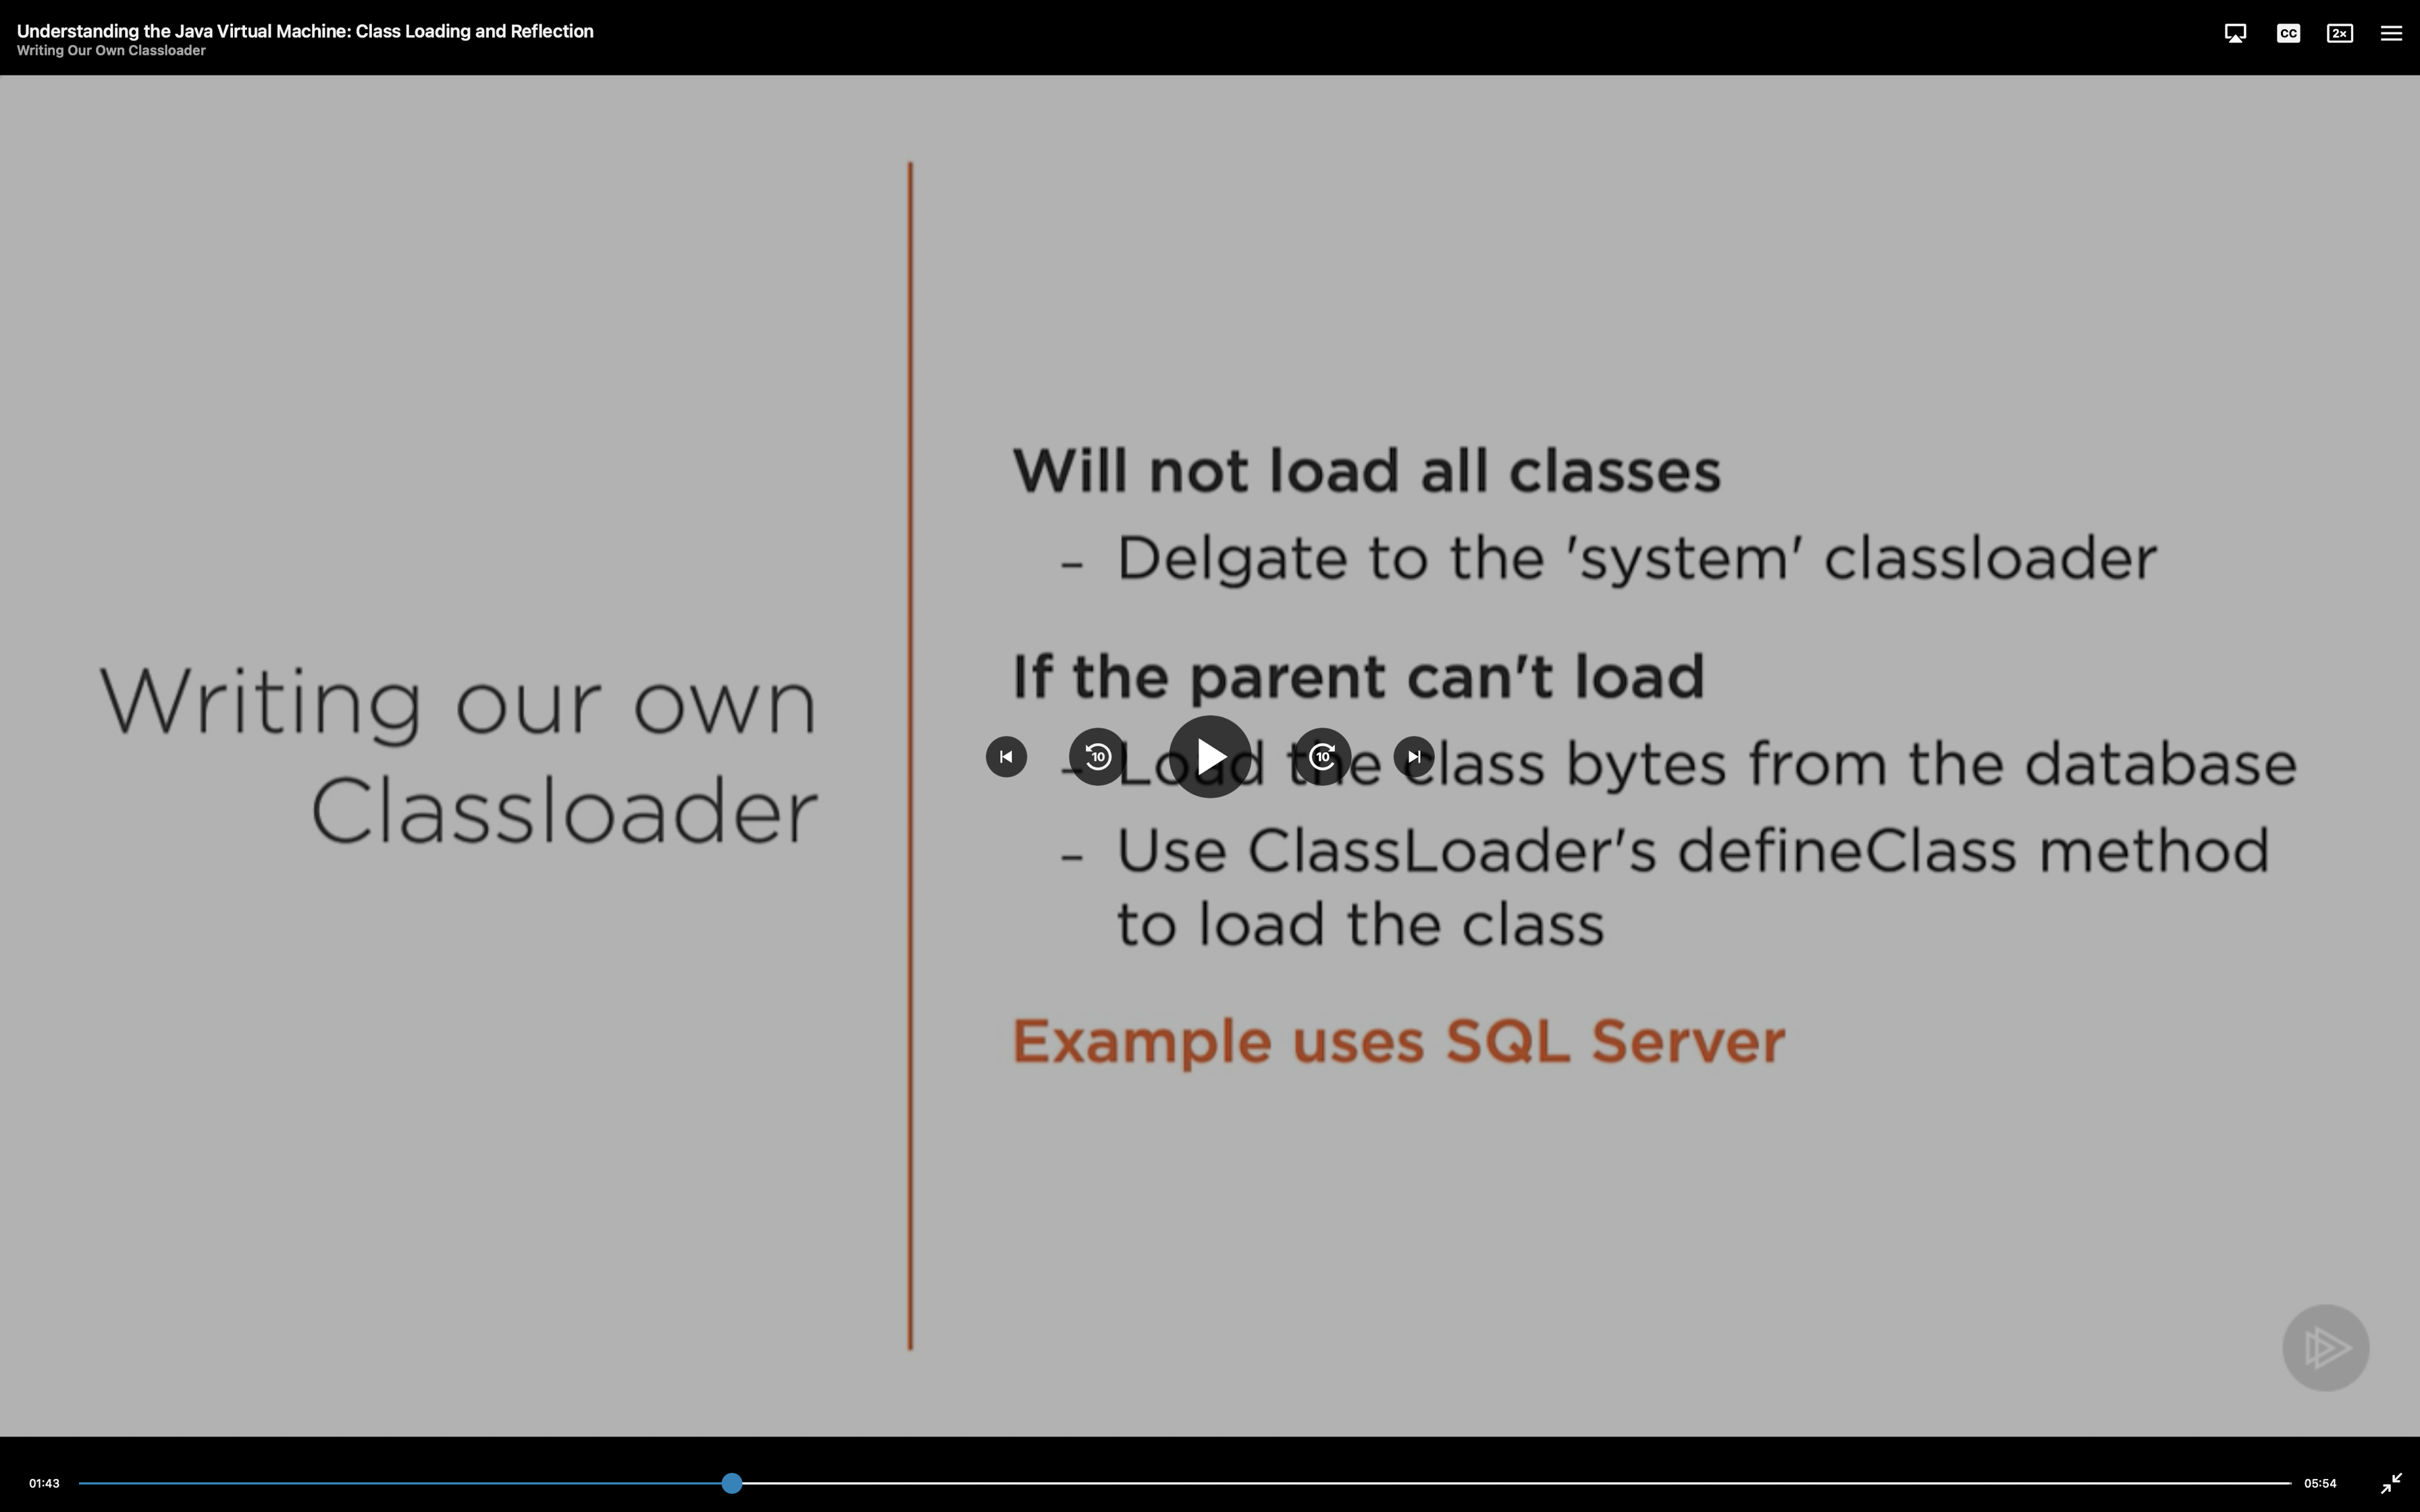 Understanding the Java Virtual Machine: Class Loading and Reflection
Writing Our Own Classloader
CC
2×
Writing our own
Classloader
Will not load all classes
– Delgate to the 'system' classloader
If the parent can't load
– Load the class bytes from the database
– Use ClassLoader's defineClass method
to load the class
Example uses SQL Server
10
10
01:43
05:54